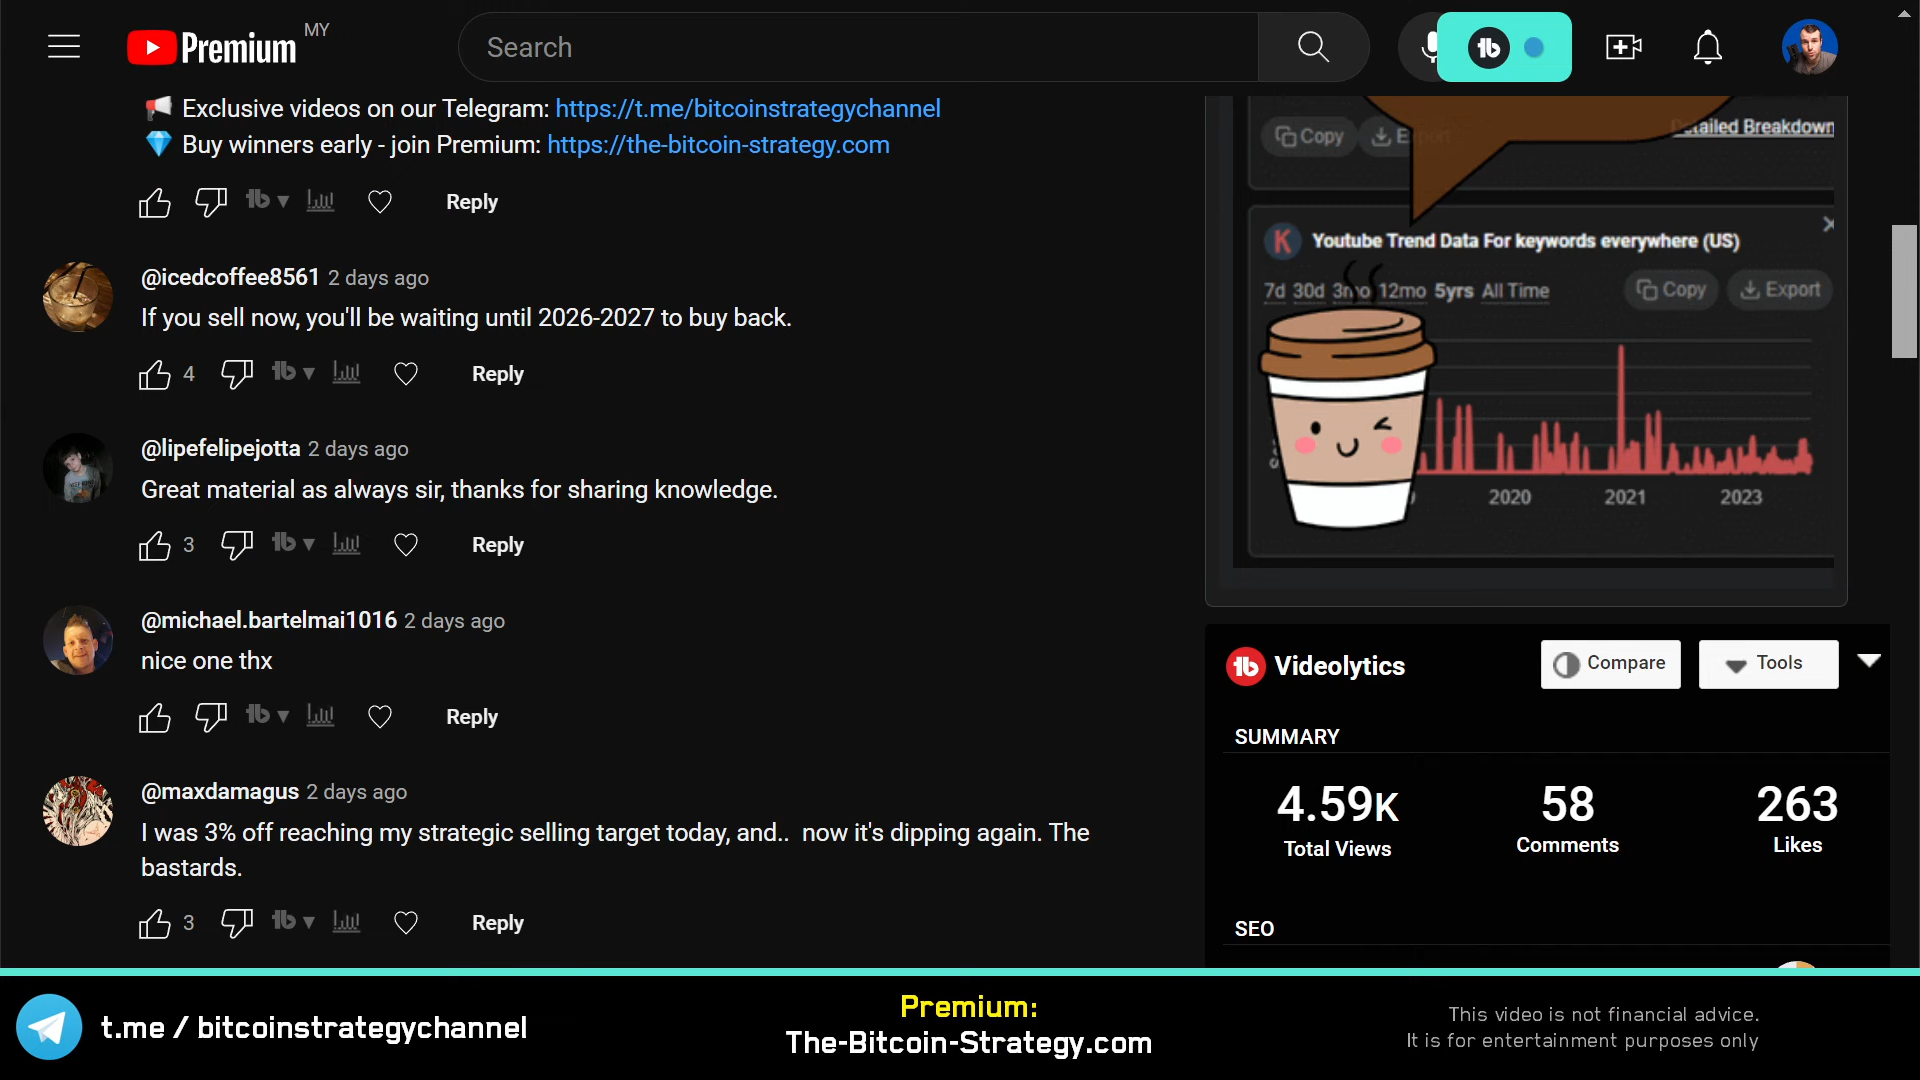 Premium MY
Search
Exclusive videos on our Telegram: https://t.me/bitcoinstrategychannel
Buy winners early - join Premium: https://the-bitcoin-strategy.com
Reply
@icedcoffee8561 2 days ago
If you sell now, you'll be waiting until 2026-2027 to buy back.
4 Reply
@lipefelipejotta 2 days ago
Great material as always sir, thanks for sharing knowledge.
3 Reply
@michael.bartelmai1016 2 days ago
nice one thx
Reply
@maxdamagus 2 days ago
I was 3% off reaching my strategic selling target today, and.. now it's dipping again. The
bastards.
3 Reply
Copy Export Detailed Breakdown
K Youtube Trend Data For keywords everywhere (US)
7d 30d 3mo 12mo 5yrs All Time Copy Export
2020 2021 2023
Videolytics Compare Tools
SUMMARY
4.59K 58 263
Total Views Comments Likes
SEO
t.me / bitcoinstrategychannel
Premium:
The-Bitcoin-Strategy.com
This video is not financial advice.
It is for entertainment purposes only